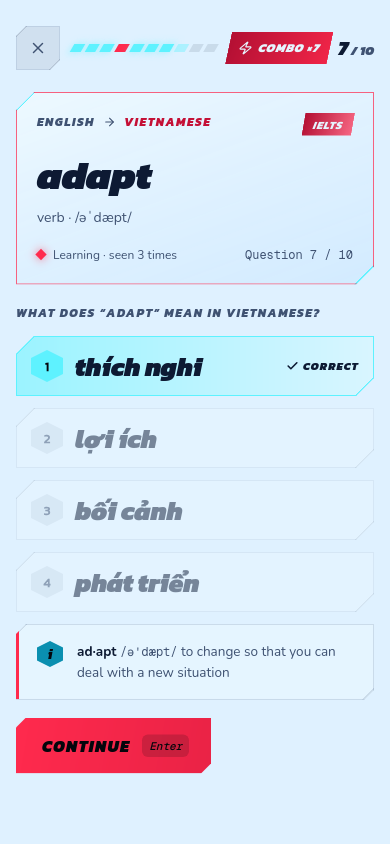 COMBO ×7 7 / 10
ENGLISH → VIETNAMESE IELTS
adapt
verb · /əˈdæpt/
Learning · seen 3 times Question 7 / 10
WHAT DOES “ADAPT” MEAN IN VIETNAMESE?
1 thích nghi ✓ CORRECT
2 lợi ích
3 bối cảnh
4 phát triển
i ad·apt /əˈdæpt/ to change so that you can
deal with a new situation
CONTINUE Enter